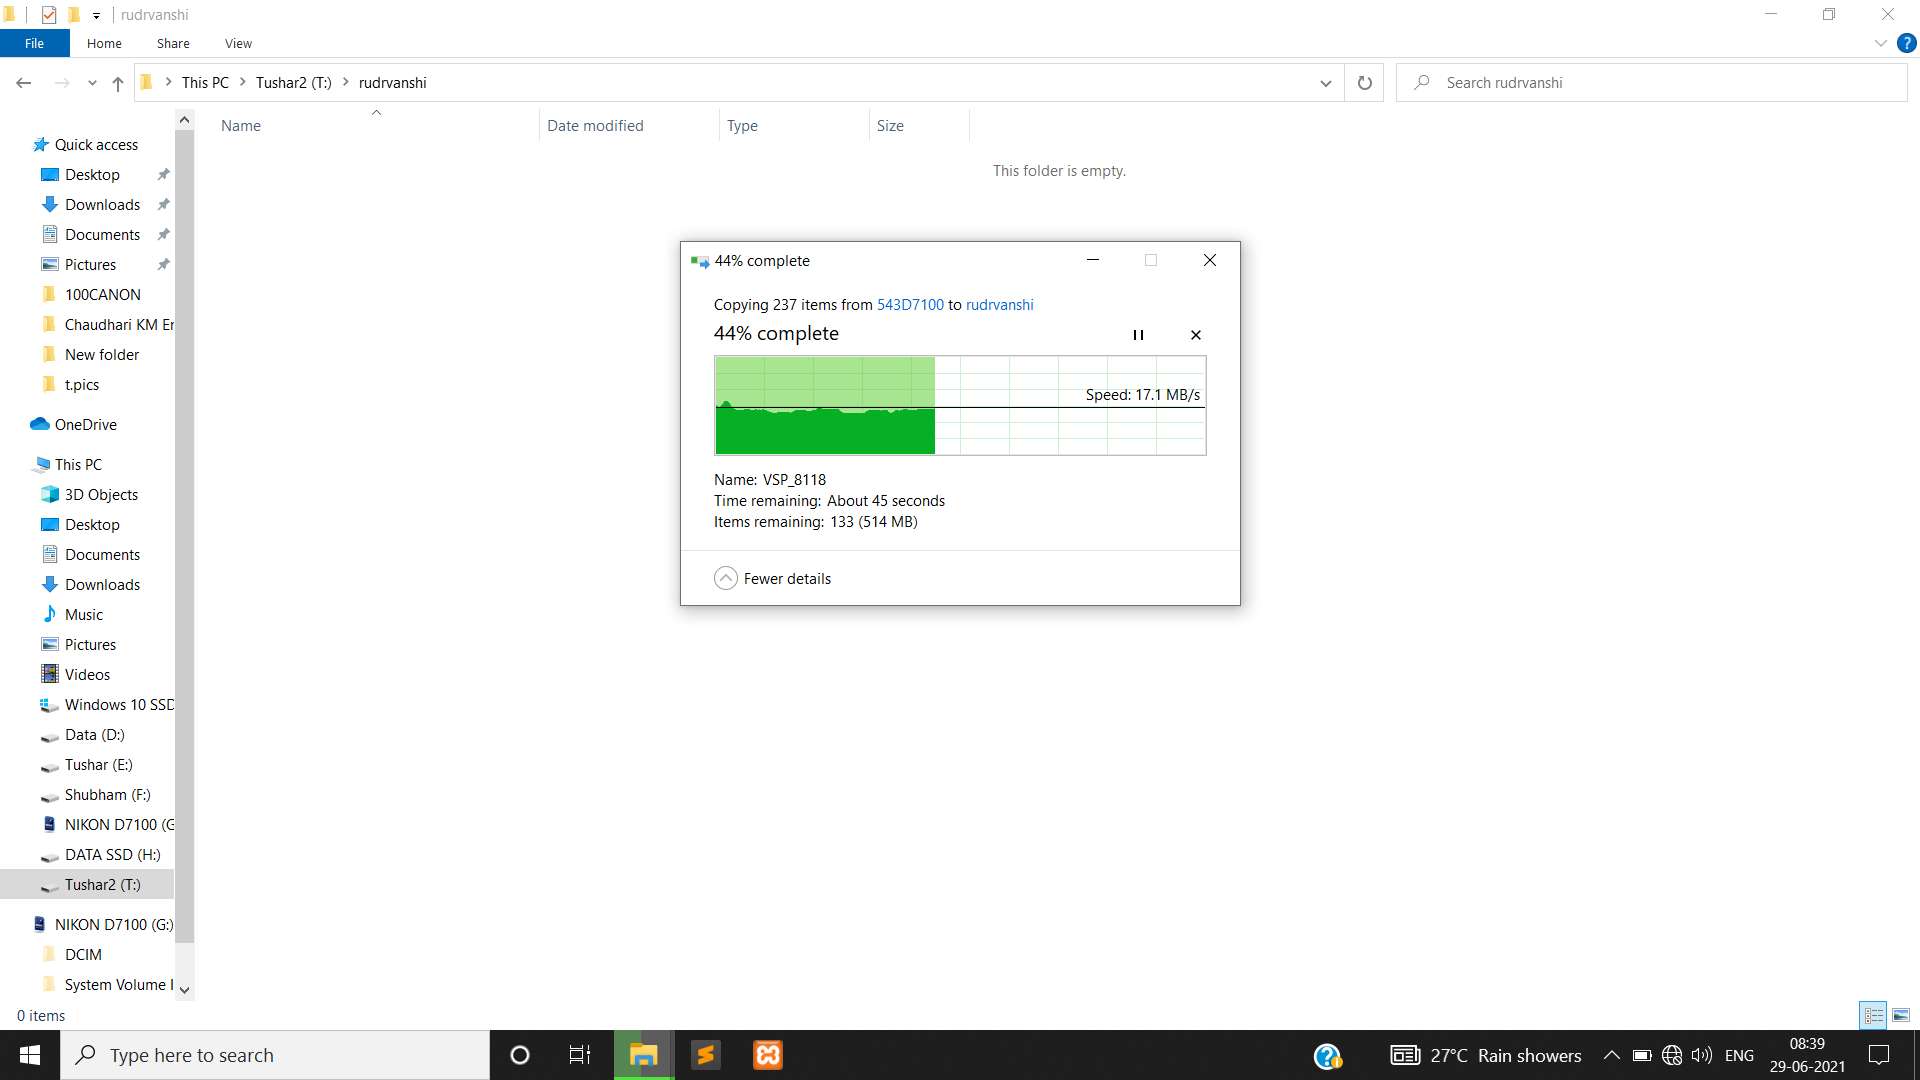 rudrvanshi
File Home Share View
This PC Tushar2 (T:) rudrvanshi
Search rudrvanshi
Name Date modified Type Size
This folder is empty.
Quick access
Desktop
Downloads
Documents
Pictures
100CANON
Chaudhari KM Er
New folder
t.pics
OneDrive
This PC
3D Objects
Desktop
Documents
Downloads
Music
Pictures
Videos
Windows 10 SSD
Data (D:)
Tushar (E:)
Shubham (F:)
NIKON D7100 (G
DATA SSD (H:)
Tushar2 (T:)
NIKON D7100 (G:)
DCIM
System Volume I
44% complete
Copying 237 items from 543D7100 to rudrvanshi
44% complete
Speed: 17.1 MB/s
Name: VSP_8118
Time remaining: About 45 seconds
Items remaining: 133 (514 MB)
Fewer details
0 items
Type here to search
27°C Rain showers
ENG
08:39
29-06-2021